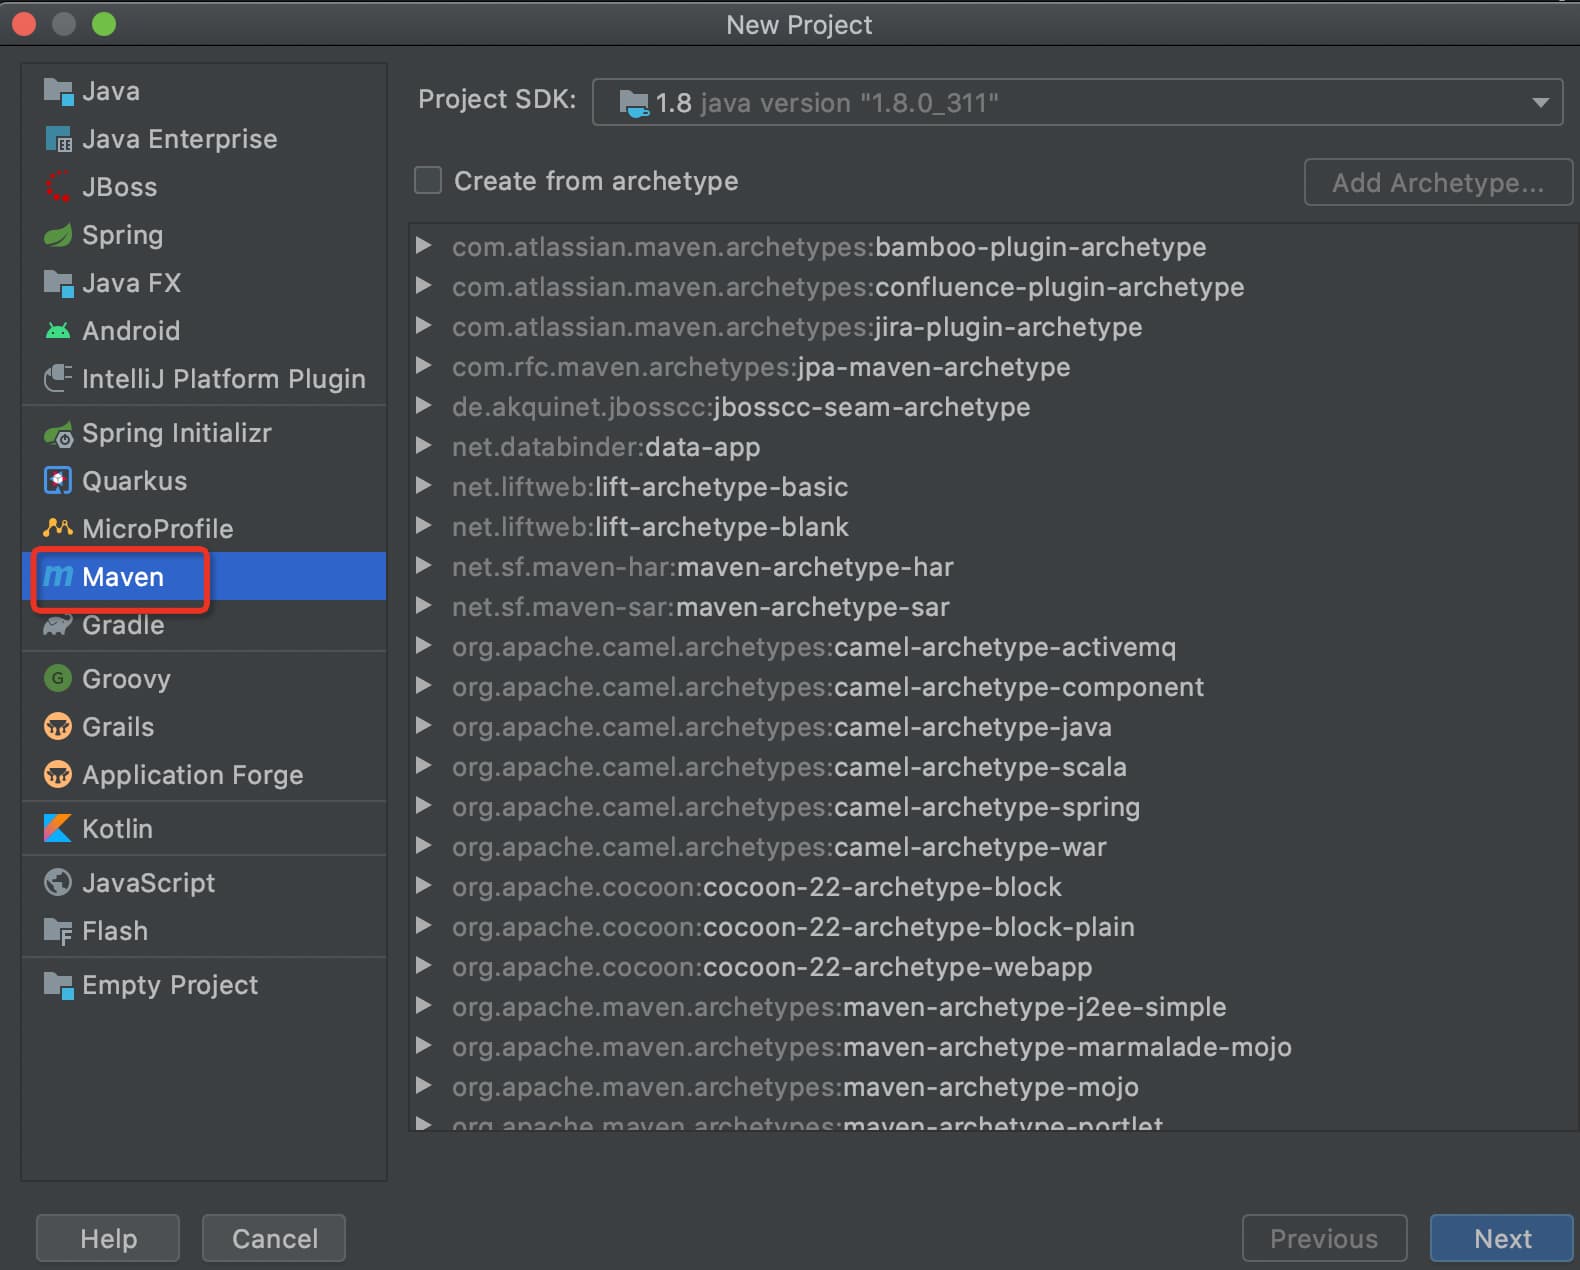 New Project
Java
Java Enterprise
JBoss
Spring
Java FX
Android
IntelliJ Platform Plugin
Spring Initializr
Quarkus
MicroProfile
Maven
Gradle
Groovy
Grails
Application Forge
Kotlin
JavaScript
Flash
Empty Project
Project SDK: 1.8 java version "1.8.0_311"
Create from archetype
Add Archetype...
com.atlassian.maven.archetypes:bamboo-plugin-archetype
com.atlassian.maven.archetypes:confluence-plugin-archetype
com.atlassian.maven.archetypes:jira-plugin-archetype
com.rfc.maven.archetypes:jpa-maven-archetype
de.akquinet.jbosscc:jbosscc-seam-archetype
net.databinder:data-app
net.liftweb:lift-archetype-basic
net.liftweb:lift-archetype-blank
net.sf.maven-har:maven-archetype-har
net.sf.maven-sar:maven-archetype-sar
org.apache.camel.archetypes:camel-archetype-activemq
org.apache.camel.archetypes:camel-archetype-component
org.apache.camel.archetypes:camel-archetype-java
org.apache.camel.archetypes:camel-archetype-scala
org.apache.camel.archetypes:camel-archetype-spring
org.apache.camel.archetypes:camel-archetype-war
org.apache.cocoon:cocoon-22-archetype-block
org.apache.cocoon:cocoon-22-archetype-block-plain
org.apache.cocoon:cocoon-22-archetype-webapp
org.apache.maven.archetypes:maven-archetype-j2ee-simple
org.apache.maven.archetypes:maven-archetype-marmalade-mojo
org.apache.maven.archetypes:maven-archetype-mojo
org.apache.maven.archetypes:maven-archetype-portlet
Help
Cancel
Previous
Next